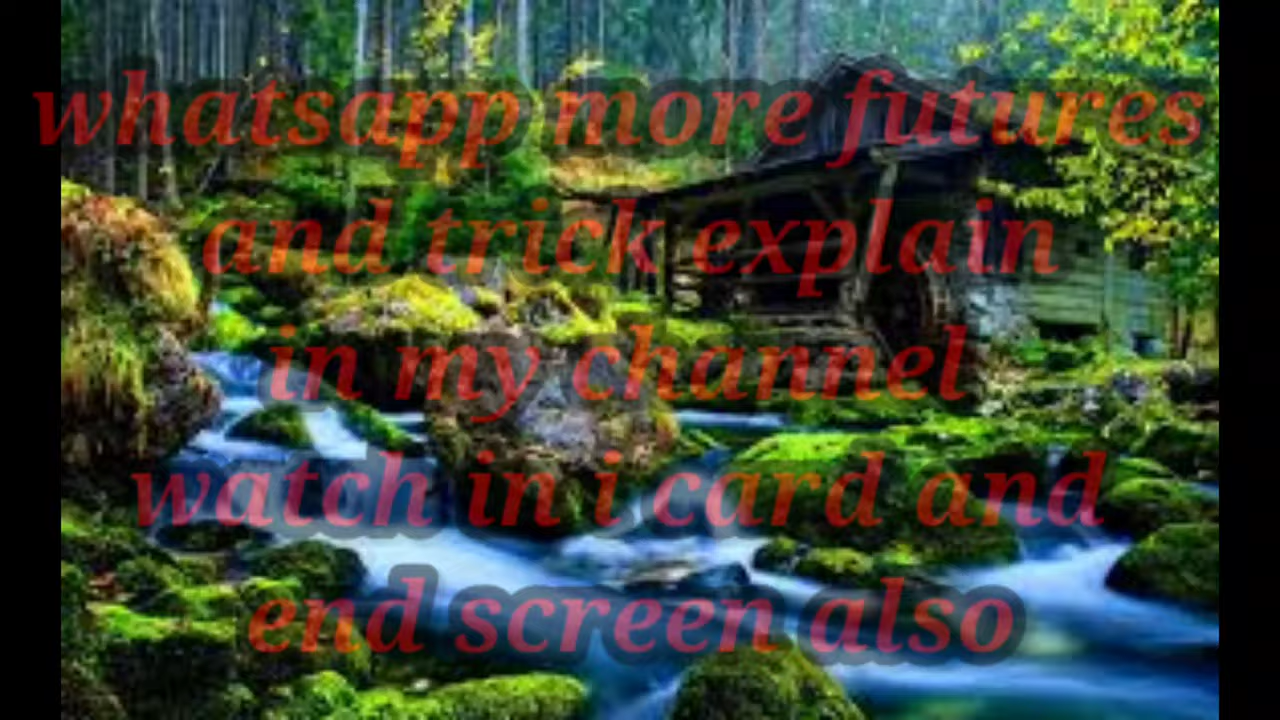 whatsapp more futures
and trick explain
in my channel
watch in i card and
end screen also